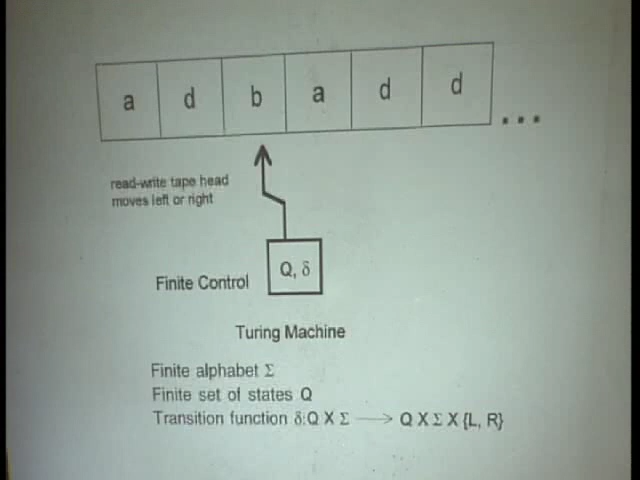 a d b a d d ...
read-write tape head
moves left or right
Q, δ
Finite Control
Turing Machine
Finite alphabet Σ
Finite set of states Q
Transition function δ:Q X Σ ⟶ Q X Σ X {L, R}